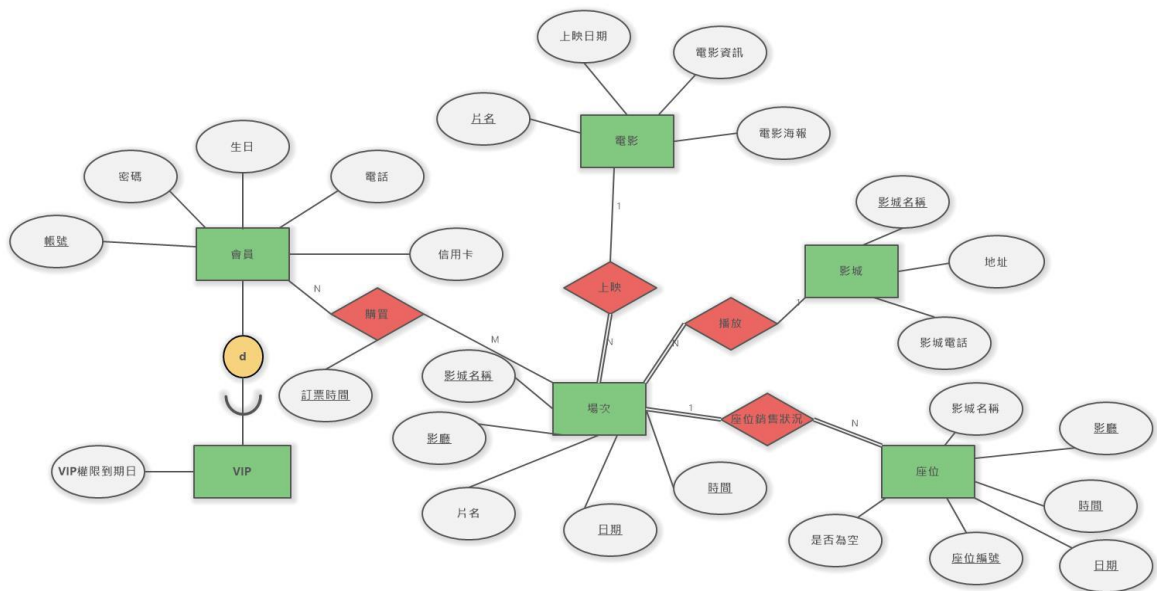 上映日期
電影資訊
片名
電影
電影海報
生日
密碼
電話
帳號
會員
信用卡
影城名稱
影城
地址
影城電話
1
上映
N
播放
N
1
N
購買
M
訂票時間
d
VIP
VIP權限到期日
影城名稱
場次
影廳
片名
日期
時間
1
座位銷售狀況
N
影城名稱
影廳
座位
時間
是否為空
座位編號
日期